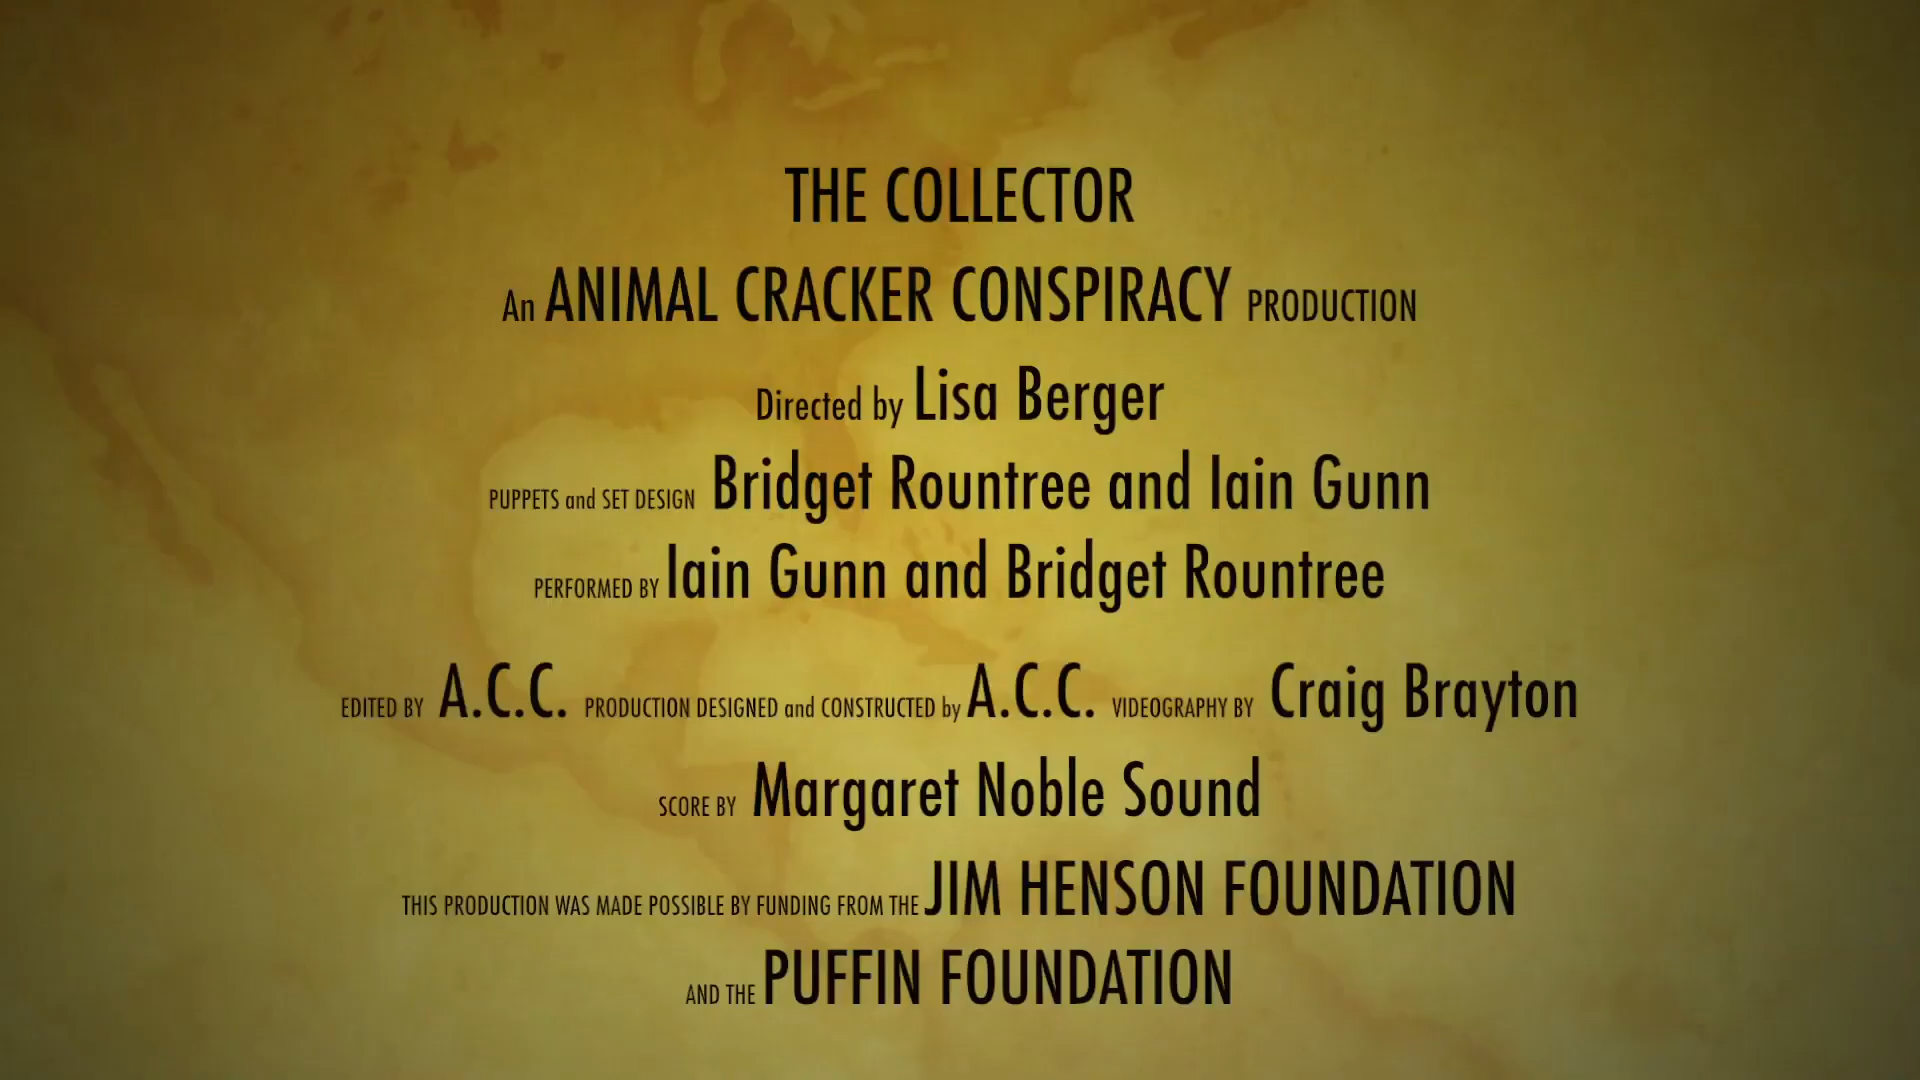 THE COLLECTOR
An ANIMAL CRACKER CONSPIRACY PRODUCTION
Directed by Lisa Berger
PUPPETS and SET DESIGN Bridget Rountree and Iain Gunn
PERFORMED BY Iain Gunn and Bridget Rountree
EDITED BY A.C.C. PRODUCTION DESIGNED and CONSTRUCTED by A.C.C. VIDEOGRAPHY BY Craig Brayton
SCORE BY Margaret Noble Sound
THIS PRODUCTION WAS MADE POSSIBLE BY FUNDING FROM THE JIM HENSON FOUNDATION
AND THE PUFFIN FOUNDATION